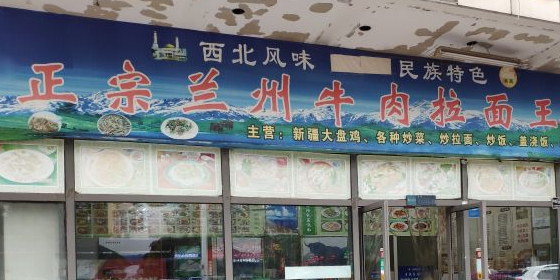 西北风味 民族特色
正宗兰州牛肉拉面王
主营：新疆大盘鸡、各种炒菜、炒拉面、炒饭、盖浇饭、